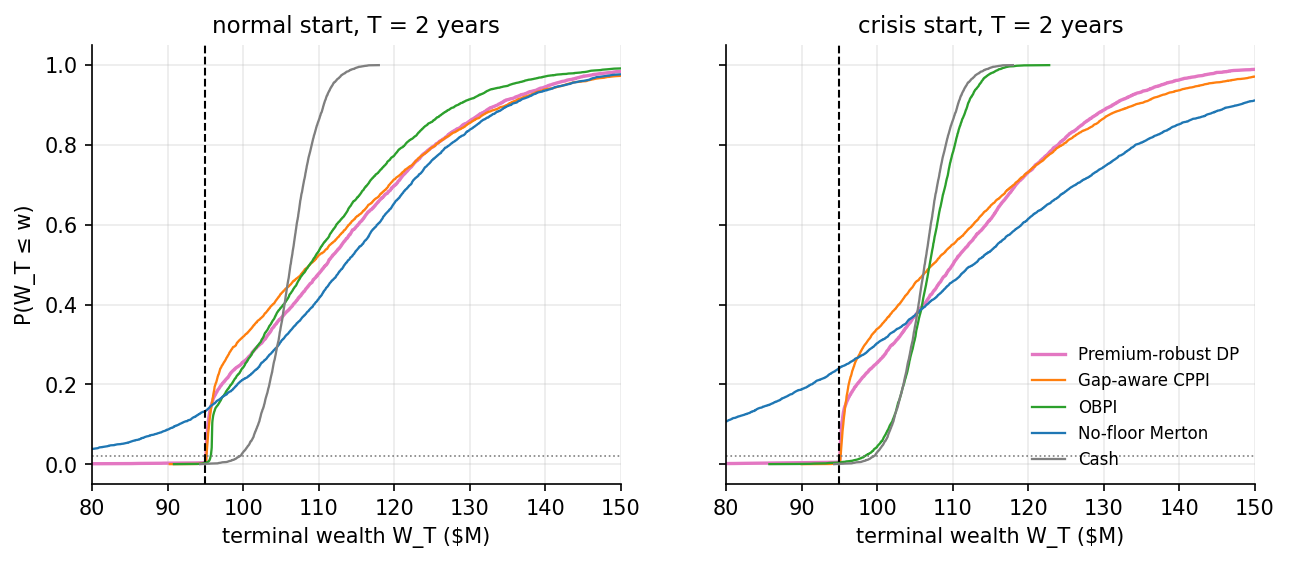 normal start, T = 2 years
P(W_T ≤ w)
1.0
0.8
0.6
0.4
0.2
0.0
80 90 100 110 120 130 140 150
terminal wealth W_T ($M)
crisis start, T = 2 years
Premium-robust DP
Gap-aware CPPI
OBPI
No-floor Merton
Cash
80 90 100 110 120 130 140 150
terminal wealth W_T ($M)